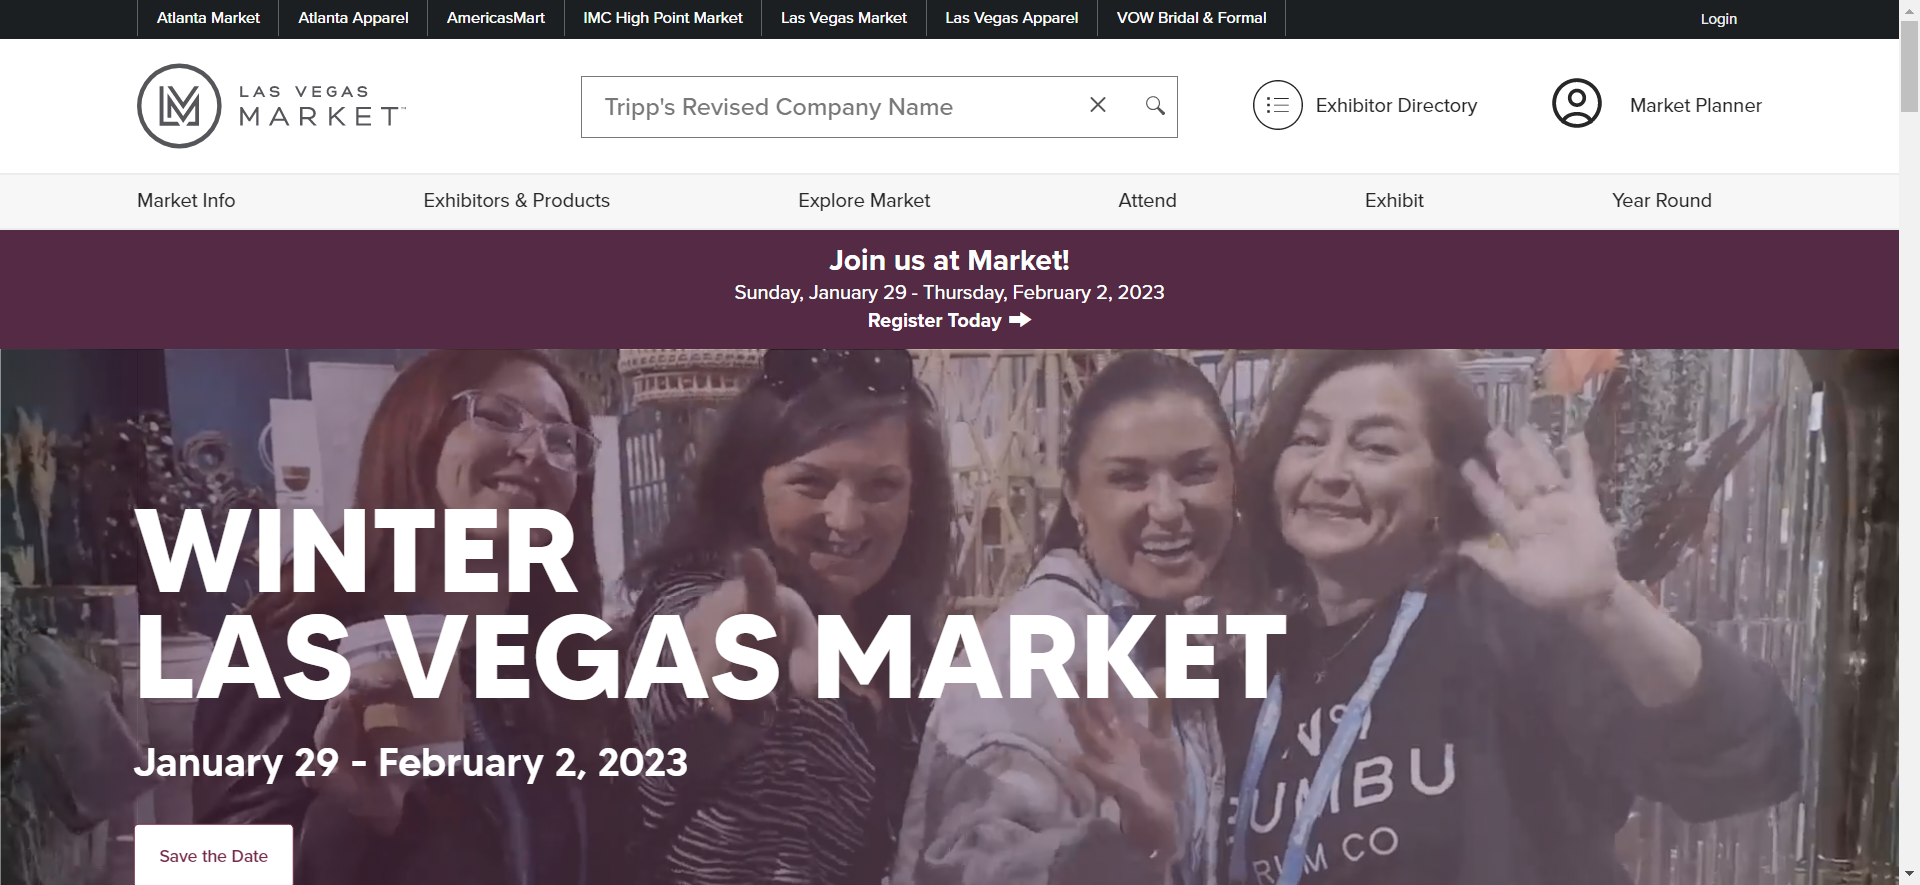 Atlanta Market
Atlanta Apparel
AmericasMart
IMC High Point Market
Las Vegas Market
Las Vegas Apparel
VOW Bridal & Formal
Login
LAS VEGAS
MARKET™
Tripp's Revised Company Name
Exhibitor Directory
Market Planner
Market Info
Exhibitors & Products
Explore Market
Attend
Exhibit
Year Round
Join us at Market!
Sunday, January 29 - Thursday, February 2, 2023
Register Today
WINTER
LAS VEGAS MARKET
January 29 - February 2, 2023
Save the Date
CO